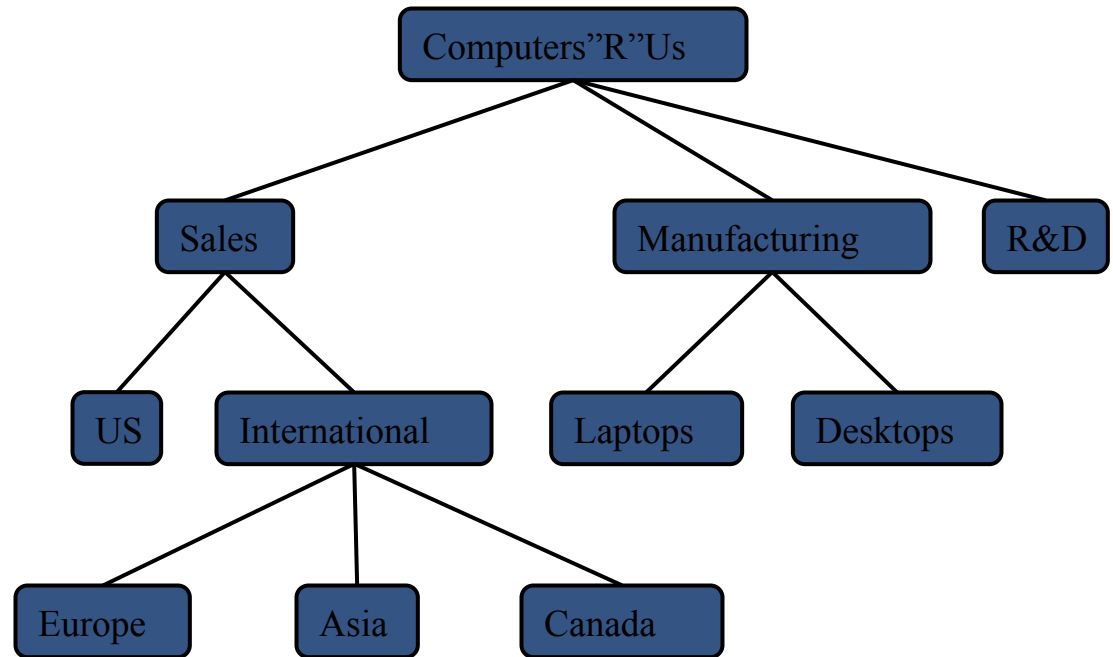 Computers”R”Us
Sales
Manufacturing
R&D
US
International
Laptops
Desktops
Europe
Asia
Canada